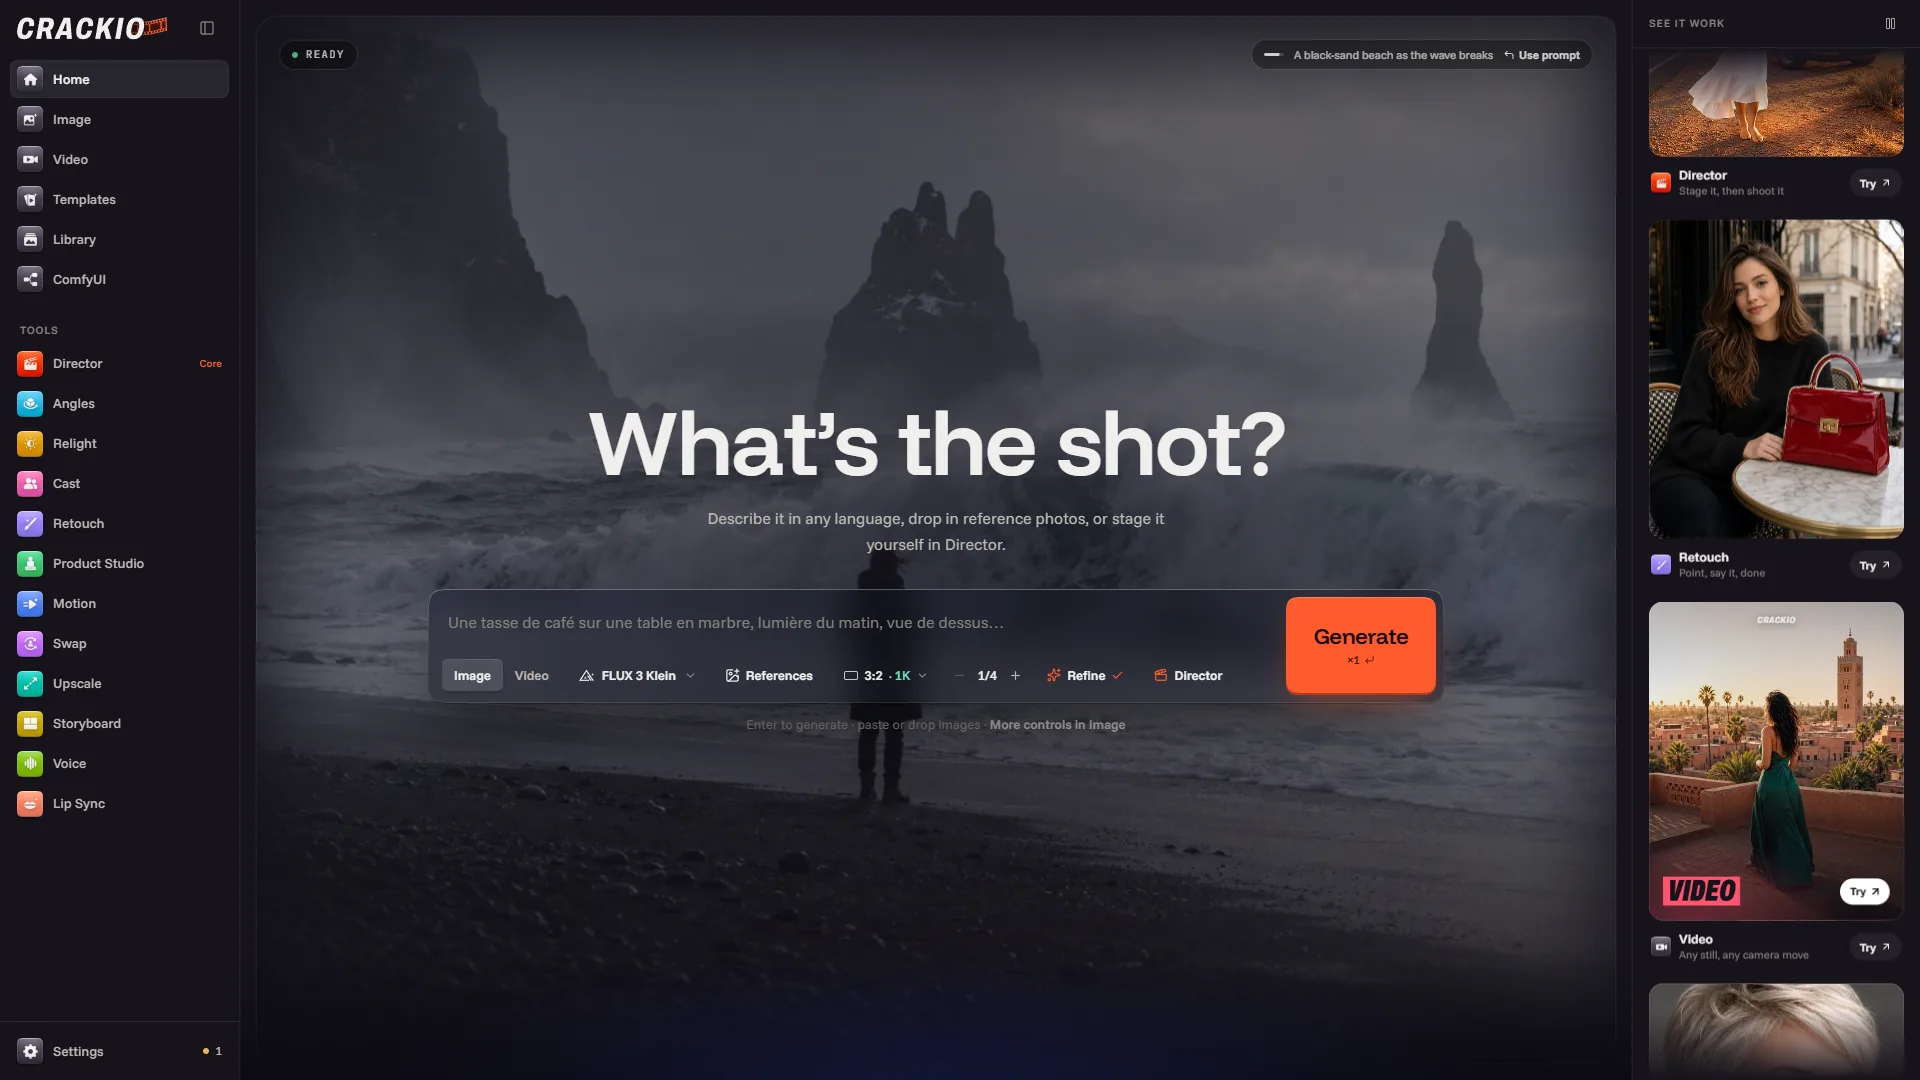 CRACKIO
Home
Image
Video
Templates
Library
ComfyUI
TOOLS
Director
Core
Angles
Relight
Cast
Retouch
Product Studio
Motion
Swap
Upscale
Storyboard
Voice
Lip Sync
Settings
1
READY
A black-sand beach as the wave breaks
Use prompt
What’s the shot?
Describe it in any language, drop in reference photos, or stage it
yourself in Director.
Une tasse de café sur une table en marbre, lumière du matin, vue de dessus…
Image
Video
FLUX 3 Klein
References
3:2 · 1K
1/4
Refine
Director
Generate
×1
Enter to generate · paste or drop images · More controls in Image
SEE IT WORK
Director
Stage it, then shoot it
Try
Retouch
Point, say it, done
Try
CRACKIO
VIDEO
Try
Video
Any still, any camera move
Try